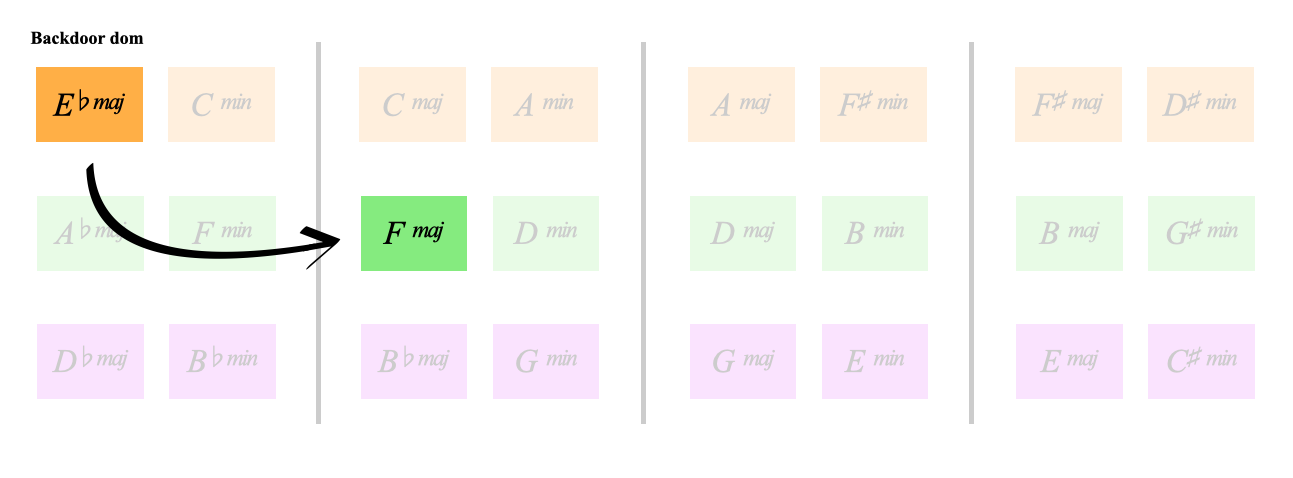 Backdoor dom
E♭ maj C min C maj A min A maj F♯ min F♯ maj D♯ min
A♭ maj F min F maj D min D maj B min B maj G♯ min
D♭ maj B♭ min B♭ maj G min G maj E min E maj C♯ min